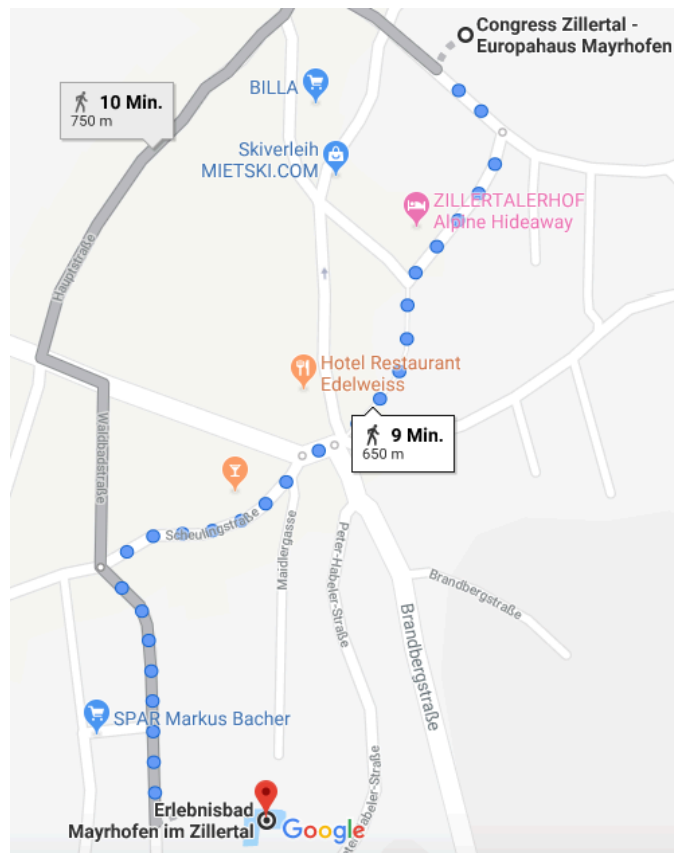 Congress Zillertal -
Europahaus Mayrhofen
BILLA
10 Min.
750 m
Skiverleih
MIETSKI.COM
ZILLERTALERHOF
Alpine Hideaway
Hauptstraße
Hotel Restaurant
Edelweiss
9 Min.
650 m
Waldbadstraße
Scheulingstraße
Maidlergasse
Peter-Habeler-Straße
Brandbergstraße
Brandbergstraße
SPAR Markus Bacher
Erlebnisbad
Mayrhofen im Zillertal
Google